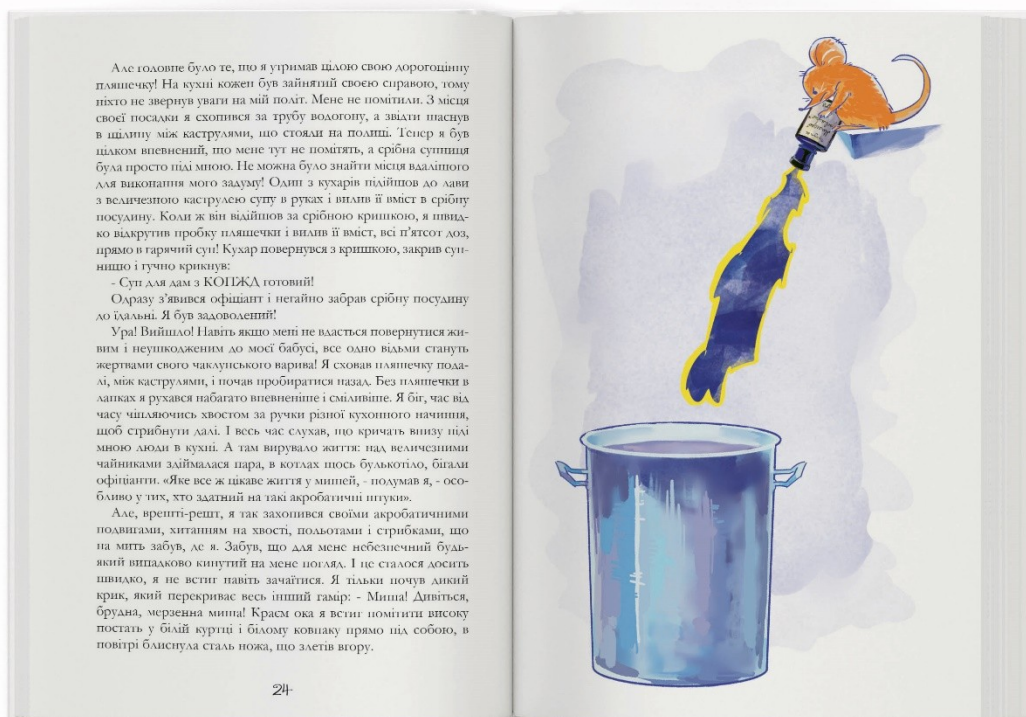 Але головне було те, що я утримав цілою свою дорогоцінну
пляшечку! На кухні кожен був зайнятий своєю справою, тому
ніхто не звернув уваги на мій політ. Мене не помітили. З місця
своєї посадки я схопився за трубу водогону, а звідти шаснув
в щілину між каструлями, що стояли на полиці. Тепер я був
цілком впевнений, що мене тут не помітять, а срібна супниця
була просто піді мною. Не можна було знайти місця вдалішого
для виконання мого задуму! Один з кухарів підійшов до лави
з величезною каструлею супу в руках і вилив її вміст в срібну
посудину. Коли ж він відійшов за срібною кришкою, я швид-
ко відкрутив пробку пляшечки і вилив її вміст, всі п’ятсот доз,
прямо в гарячий суп! Кухар повернувся з кришкою, закрив суп-
ницю і гучно крикнув:
- Суп для дам з КОПЖД готовий!
Одразу з’явився офіціант і негайно забрав срібну посудину
до їдальні. Я був задоволений!
Ура! Вийшло! Навіть якщо мені не вдасться повернутися жи-
вим і неушкодженим до моєї бабусі, все одно відьми стануть
жертвами свого чаклунського варива! Я сховав пляшечку пода-
лі, між каструлями, і почав пробиратися назад. Без пляшечки в
лапках я рухався набагато впевненіше і сміливіше. Я біг, час від
часу чіпляючись хвостом за ручки різної кухонного начиння,
щоб стрибнути далі. І весь час слухав, що кричать внизу піді
мною люди в кухні. А там вирувало життя: над величезними
чайниками здіймалася пара, в котлах щось булькотіло, бігали
офіціанти. «Яке все ж цікаве життя у мишей, - подумав я, - осо-
бливо у тих, хто здатний на такі акробатичні штуки».
Але, врешті-решт, я так захопився своїми акробатичними
подвигами, хитанням на хвості, польотами і стрибками, що
на мить забув, де я. Забув, що для мене небезпечний будь-
який випадково кинутий на мене погляд. І це сталося досить
швидко, я не встиг навіть зачаїтися. Я тільки почув дикий
крик, який перекриває весь інший гамір: - Миша! Дивіться,
брудна, мерзенна миша! Краєм ока я встиг помітити високу
постать у білій куртці і білому ковпаку прямо під собою, в
повітрі блиснула сталь ножа, що злетів вгору.
24